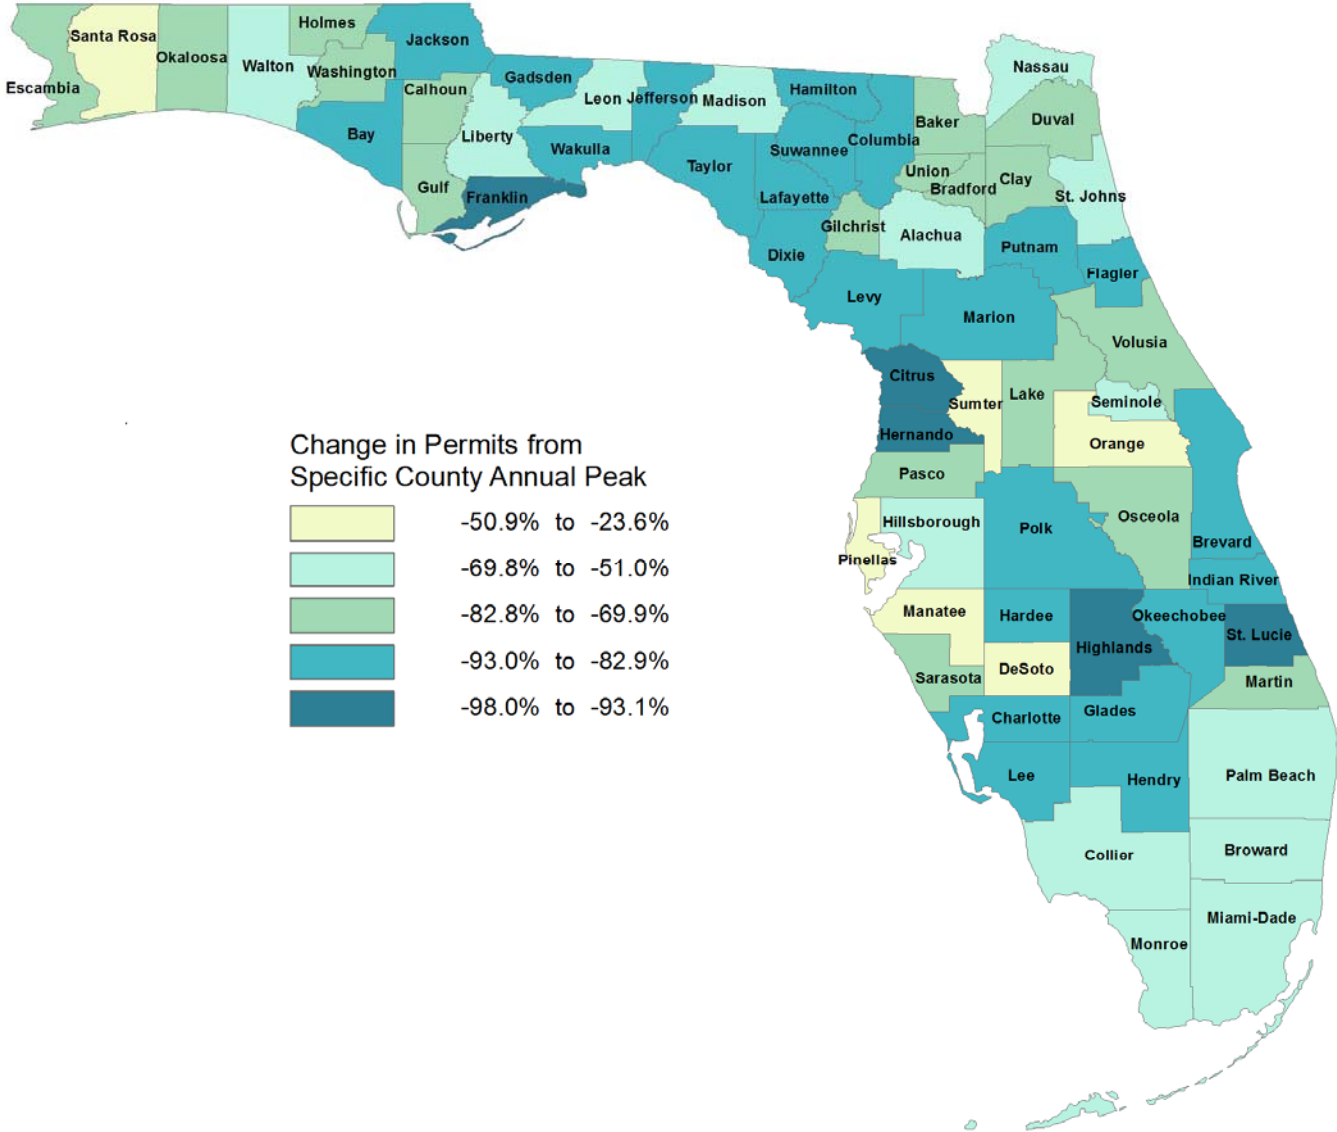 Holmes
Santa Rosa
Jackson
Okaloosa
Walton
Washington
Escambia
Calhoun
Gadsden
Leon
Jefferson
Madison
Hamilton
Nassau
Bay
Liberty
Wakulla
Taylor
Suwannee
Columbia
Baker
Duval
Gulf
Franklin
Lafayette
Union
Bradford
Clay
St. Johns
Gilchrist
Alachua
Dixie
Putnam
Flagler
Levy
Marion
Volusia
Citrus
Sumter
Lake
Seminole
Hernando
Orange
Pasco
Change in Permits from
Specific County Annual Peak
-50.9% to -23.6%
-69.8% to -51.0%
-82.8% to -69.9%
-93.0% to -82.9%
-98.0% to -93.1%
Hillsborough
Polk
Osceola
Brevard
Pinellas
Indian River
Manatee
Hardee
Okeechobee
St. Lucie
Highlands
DeSoto
Sarasota
Martin
Charlotte
Glades
Lee
Hendry
Palm Beach
Collier
Broward
Miami-Dade
Monroe